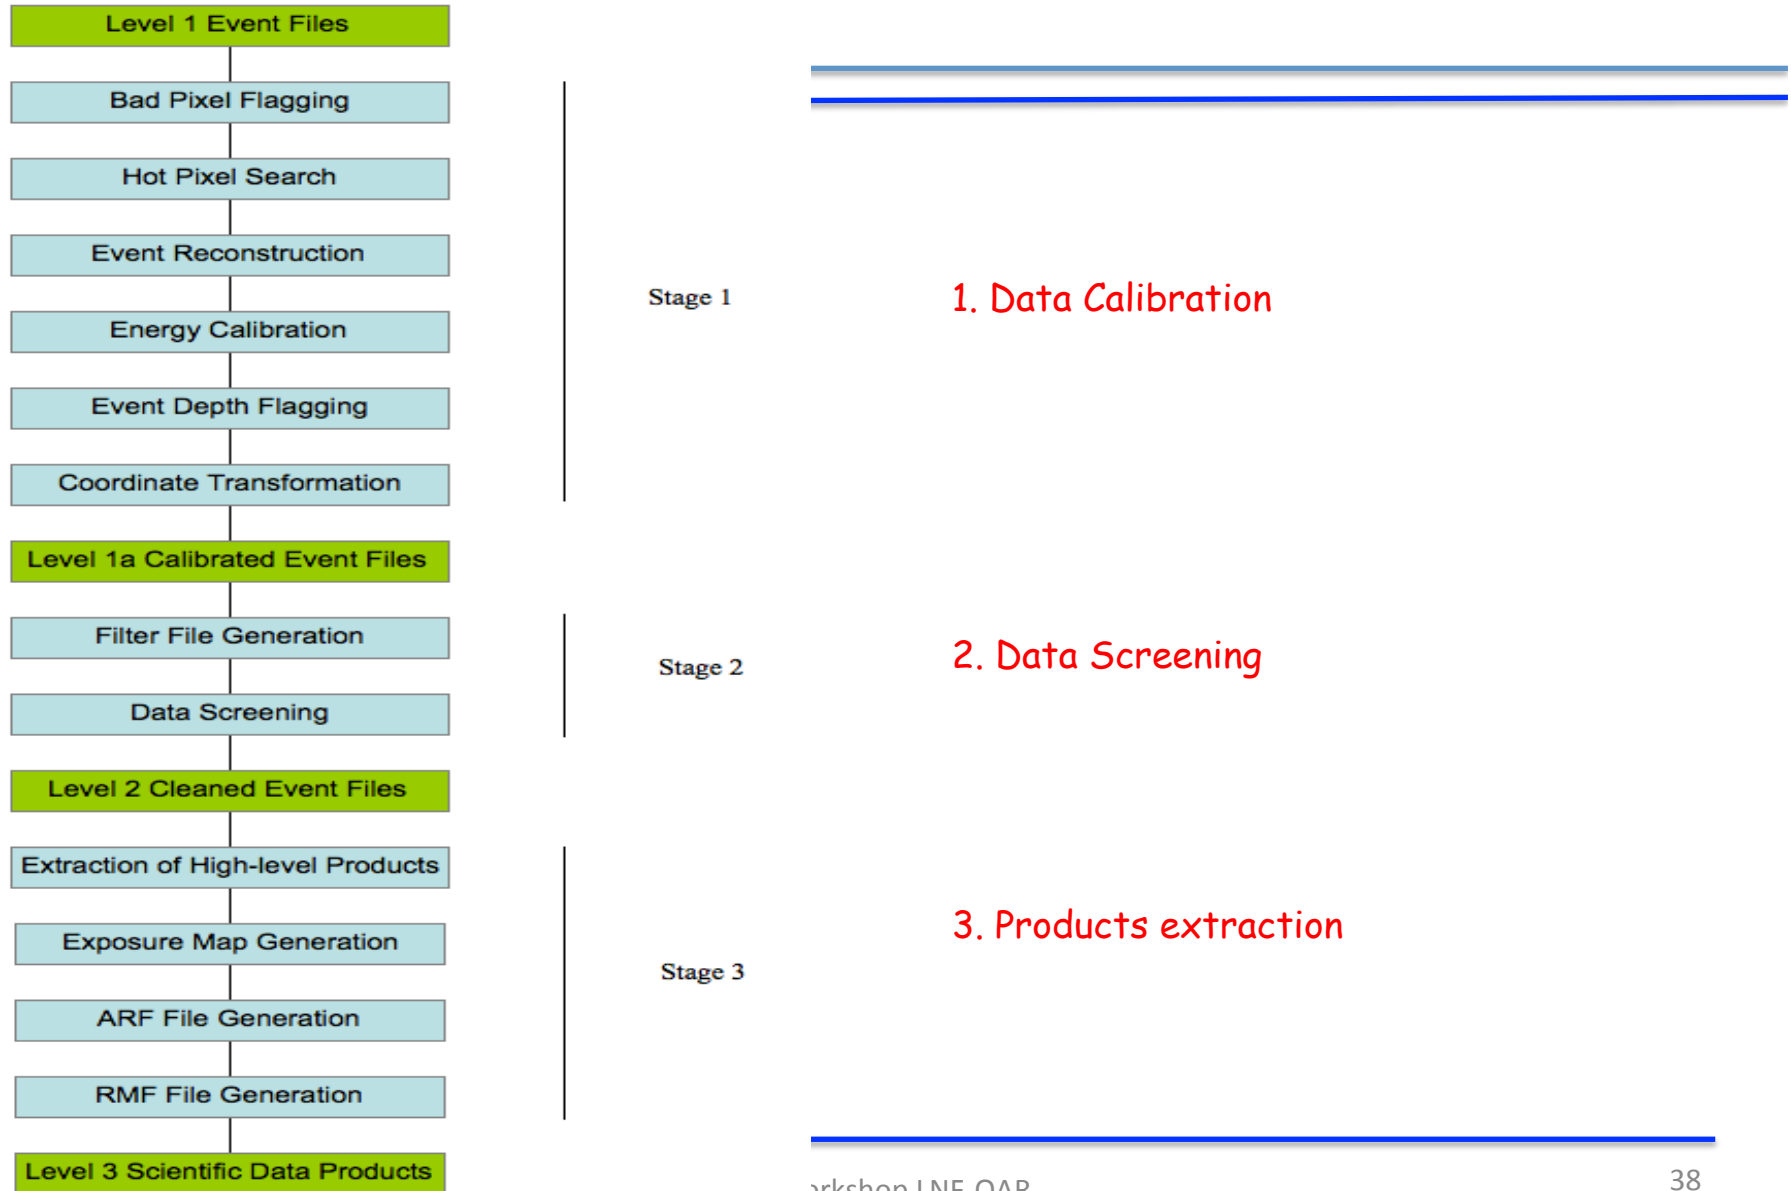 Level 1 Event Files
Bad Pixel Flagging
Hot Pixel Search
Event Reconstruction
Energy Calibration
Event Depth Flagging
Coordinate Transformation
Stage 1
1. Data Calibration
Level 1a Calibrated Event Files
Filter File Generation
Data Screening
Stage 2
2. Data Screening
Level 2 Cleaned Event Files
Extraction of High-level Products
Exposure Map Generation
ARF File Generation
RMF File Generation
Stage 3
3. Products extraction
Level 3 Scientific Data Products
38